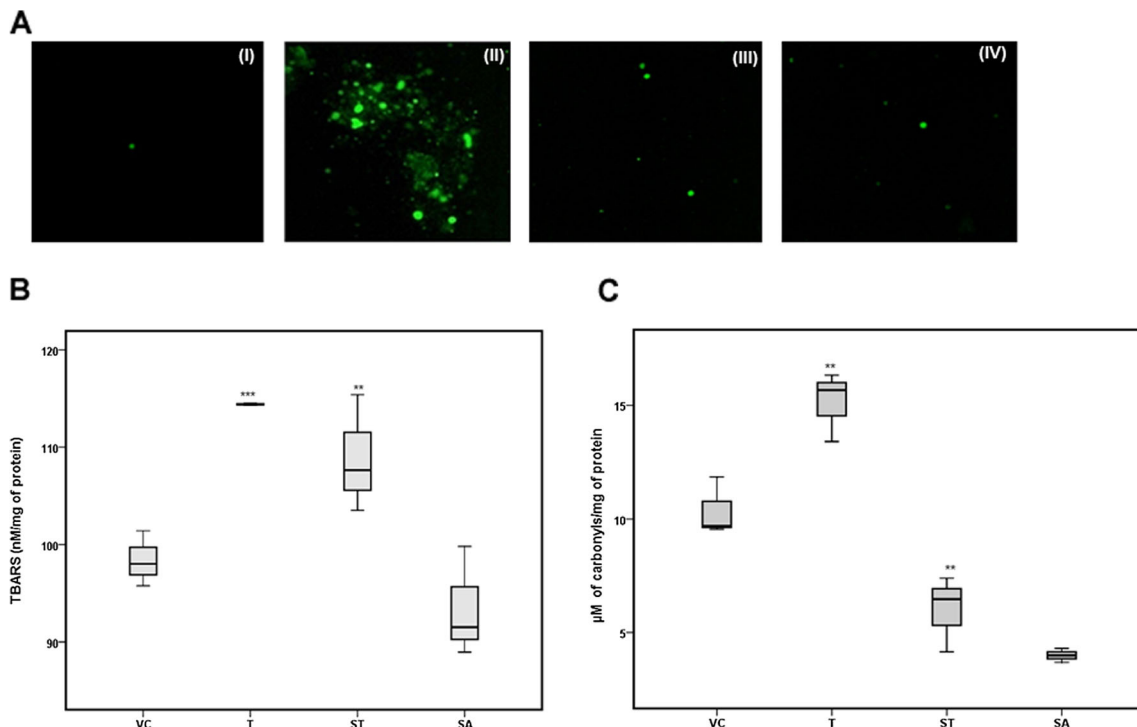 A
(I) (II) (III) (IV)
B
C
120
110
100
90
TBARS (nM/mg of protein)
***
**
VC T ST SA
15
10
5
µM of carbonyls/mg of protein
**
**
VC T ST SA